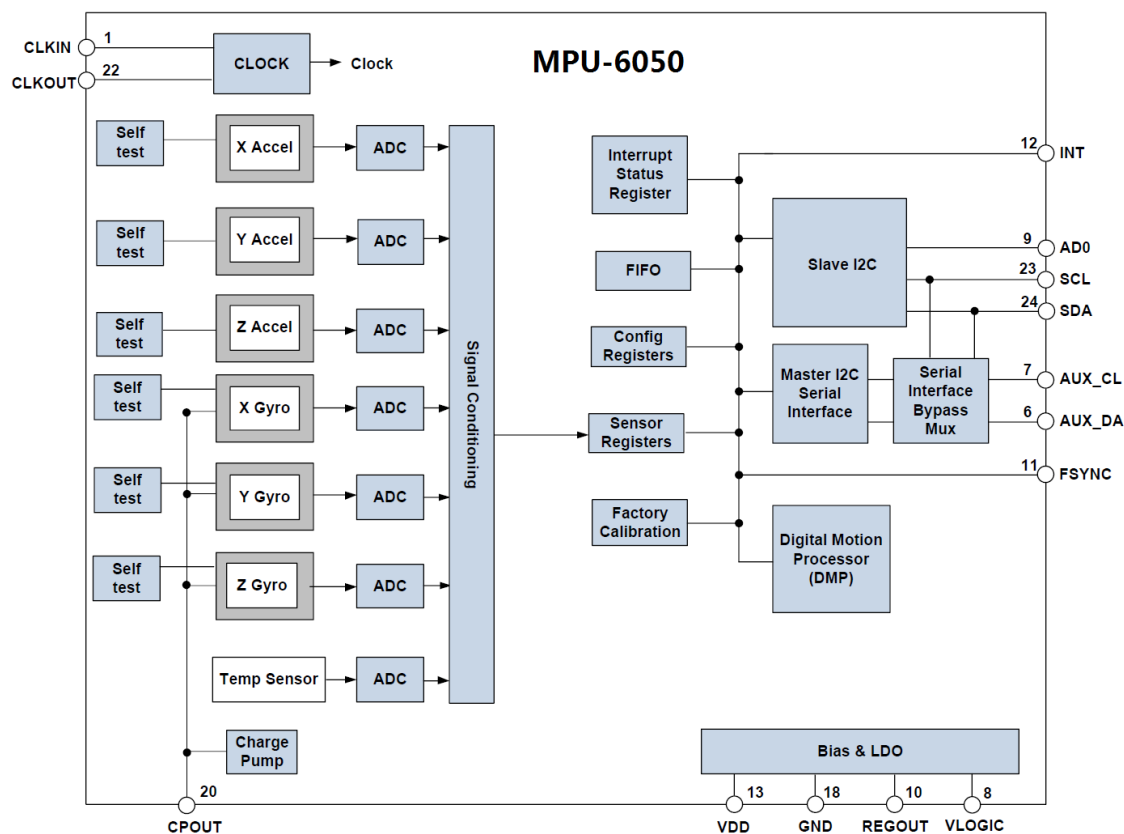 MPU-6050
CLKIN
1
22
CLKOUT
CLOCK
Clock
Self
test
X Accel
ADC
Self
test
Y Accel
ADC
Self
test
Z Accel
ADC
Self
test
X Gyro
ADC
Self
test
Y Gyro
ADC
Self
test
Z Gyro
ADC
Temp Sensor
ADC
Signal Conditioning
Charge
Pump
20
CPOUT
Interrupt
Status
Register
FIFO
Config
Registers
Sensor
Registers
Factory
Calibration
Slave I2C
Master I2C
Serial
Interface
Serial
Interface
Bypass
Mux
Digital Motion
Processor
(DMP)
12
INT
9
AD0
23
SCL
24
SDA
7
AUX_CL
6
AUX_DA
11
FSYNC
Bias & LDO
13
18
10
8
VDD
GND
REGOUT
VLOGIC